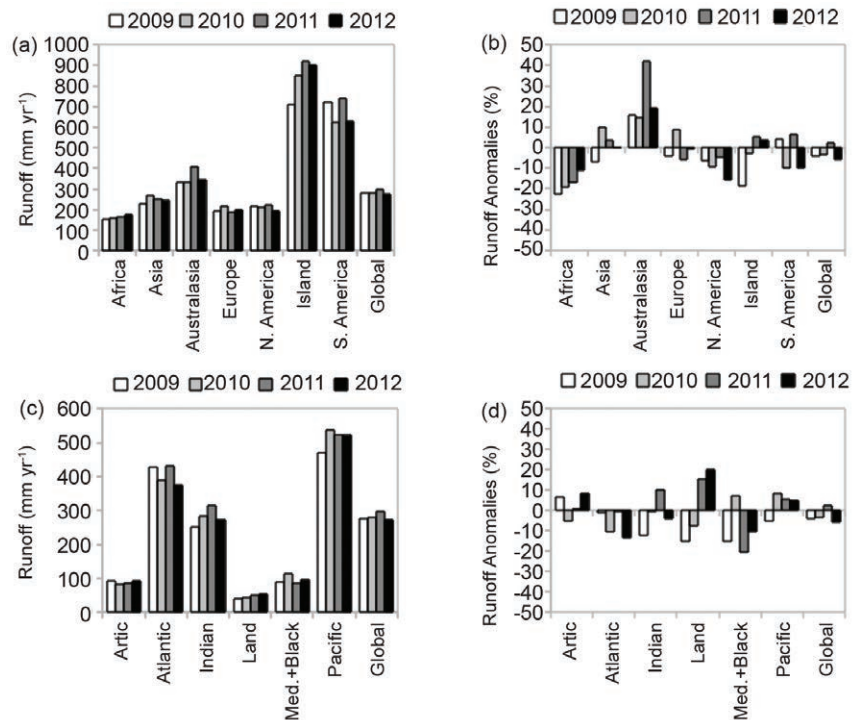 2009 2010 2011 2012
(a)
Runoff (mm yr⁻¹)
1000
900
800
700
600
500
400
300
200
100
0
Africa
Asia
Australasia
Europe
N. America
Island
S. America
Global
2009 2010 2011 2012
(b)
Runoff Anomalies (%)
50
40
30
20
10
0
-10
-20
-30
-40
-50
Africa
Asia
Australasia
Europe
N. America
Island
S. America
Global
2009 2010 2011 2012
(c)
Runoff (mm yr⁻¹)
600
500
400
300
200
100
0
Artic
Atlantic
Indian
Land
Med.+Black
Pacific
Global
2009 2010 2011 2012
(d)
Runoff Anomalies (%)
50
40
30
20
10
0
-10
-20
-30
-40
-50
Artic
Atlantic
Indian
Land
Med.+Black
Pacific
Global